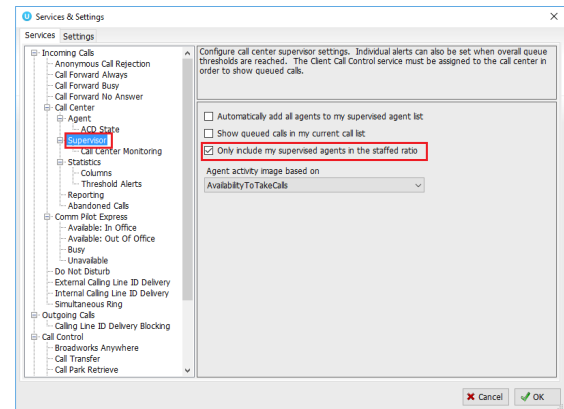 Services & Settings
Services Settings
Incoming Calls
Anonymous Call Rejection
Call Forward Always
Call Forward Busy
Call Forward No Answer
Call Center
Agent
ACD State
Supervisor
Call Center Monitoring
Statistics
Columns
Threshold Alerts
Reporting
Abandoned Calls
Comm Pilot Express
Available: In Office
Available: Out Of Office
Busy
Unavailable
Do Not Disturb
External Calling Line ID Delivery
Internal Calling Line ID Delivery
Simultaneous Ring
Outgoing Calls
Calling Line ID Delivery Blocking
Call Control
Broadworks Anywhere
Call Transfer
Call Park Retrieve
Configure call center supervisor settings. Individual alerts can also be set when overall queue
thresholds are reached. The Client Call Control service must be assigned to the call center in
order to show queued calls.
Automatically add all agents to my supervised agent list
Show queued calls in my current call list
Only include my supervised agents in the staffed ratio
Agent activity image based on
AvailabilityToTakeCalls
Cancel OK